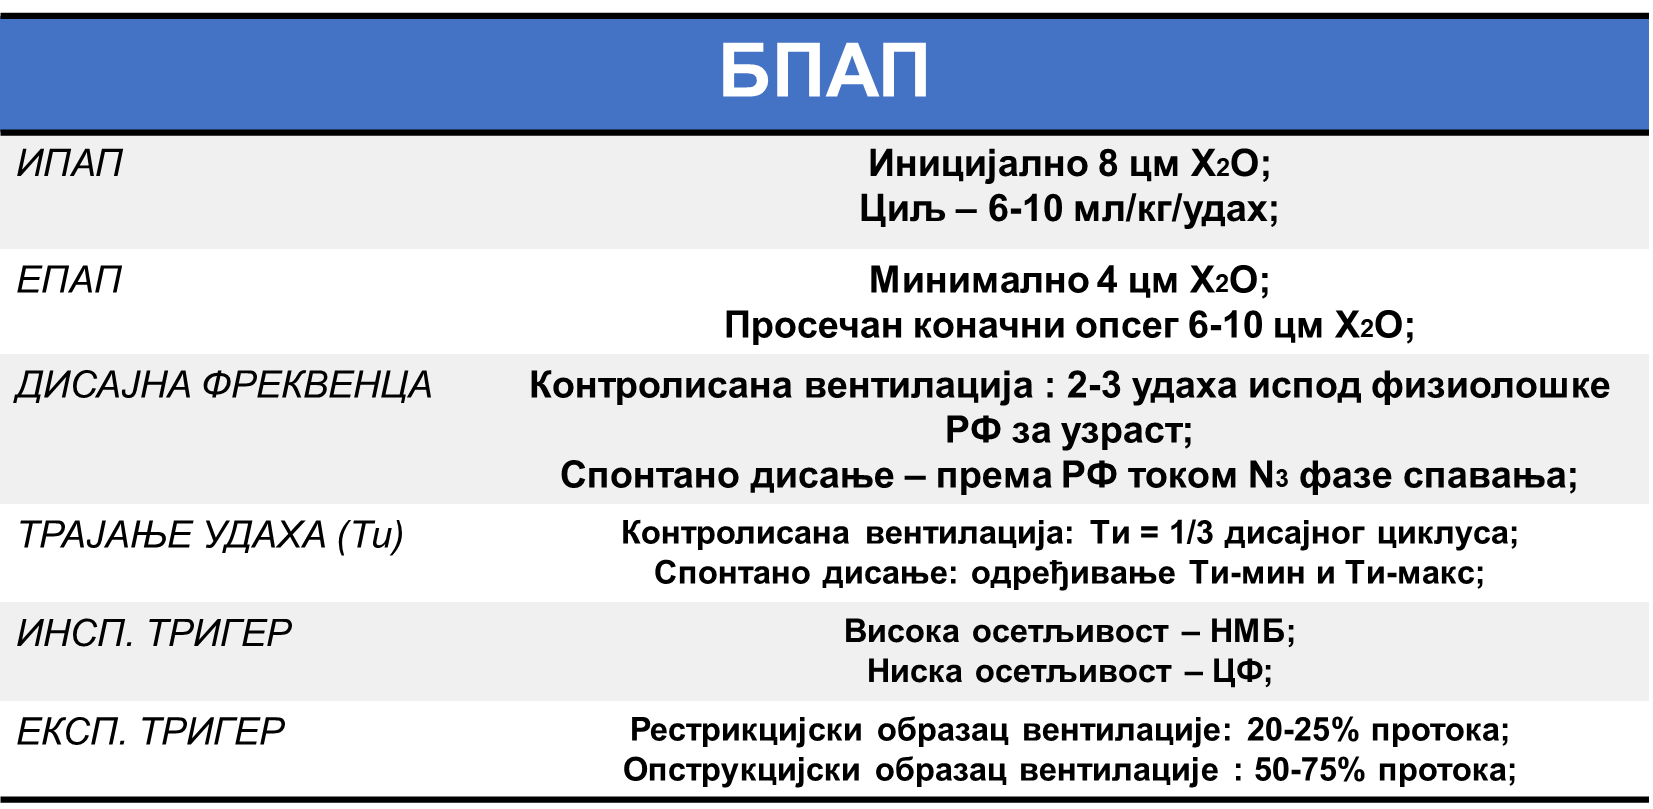 БПАП
ИПАП
Иницијално 8 цм Х₂О;
Циљ – 6-10 мл/кг/удах;
ЕПАП
Минимално 4 цм Х₂О;
Просечан коначни опсег 6-10 цм Х₂О;
ДИСАЈНА ФРЕКВЕНЦА
Контролисана вентилација : 2-3 удаха испод физиолошке
РФ за узраст;
Спонтано дисање – према РФ током N₃ фазе спавања;
ТРАЈАЊЕ УДАХА (Ти)
Контролисана вентилација: Ти = 1/3 дисајног циклуса;
Спонтано дисање: одређивање Ти-мин и Ти-макс;
ИНСП. ТРИГЕР
Висока осетљивост – НМБ;
Ниска осетљивост – ЦФ;
ЕКСП. ТРИГЕР
Рестрикцијски образац вентилације: 20-25% протока;
Опструкцијски образац вентилације : 50-75% протока;